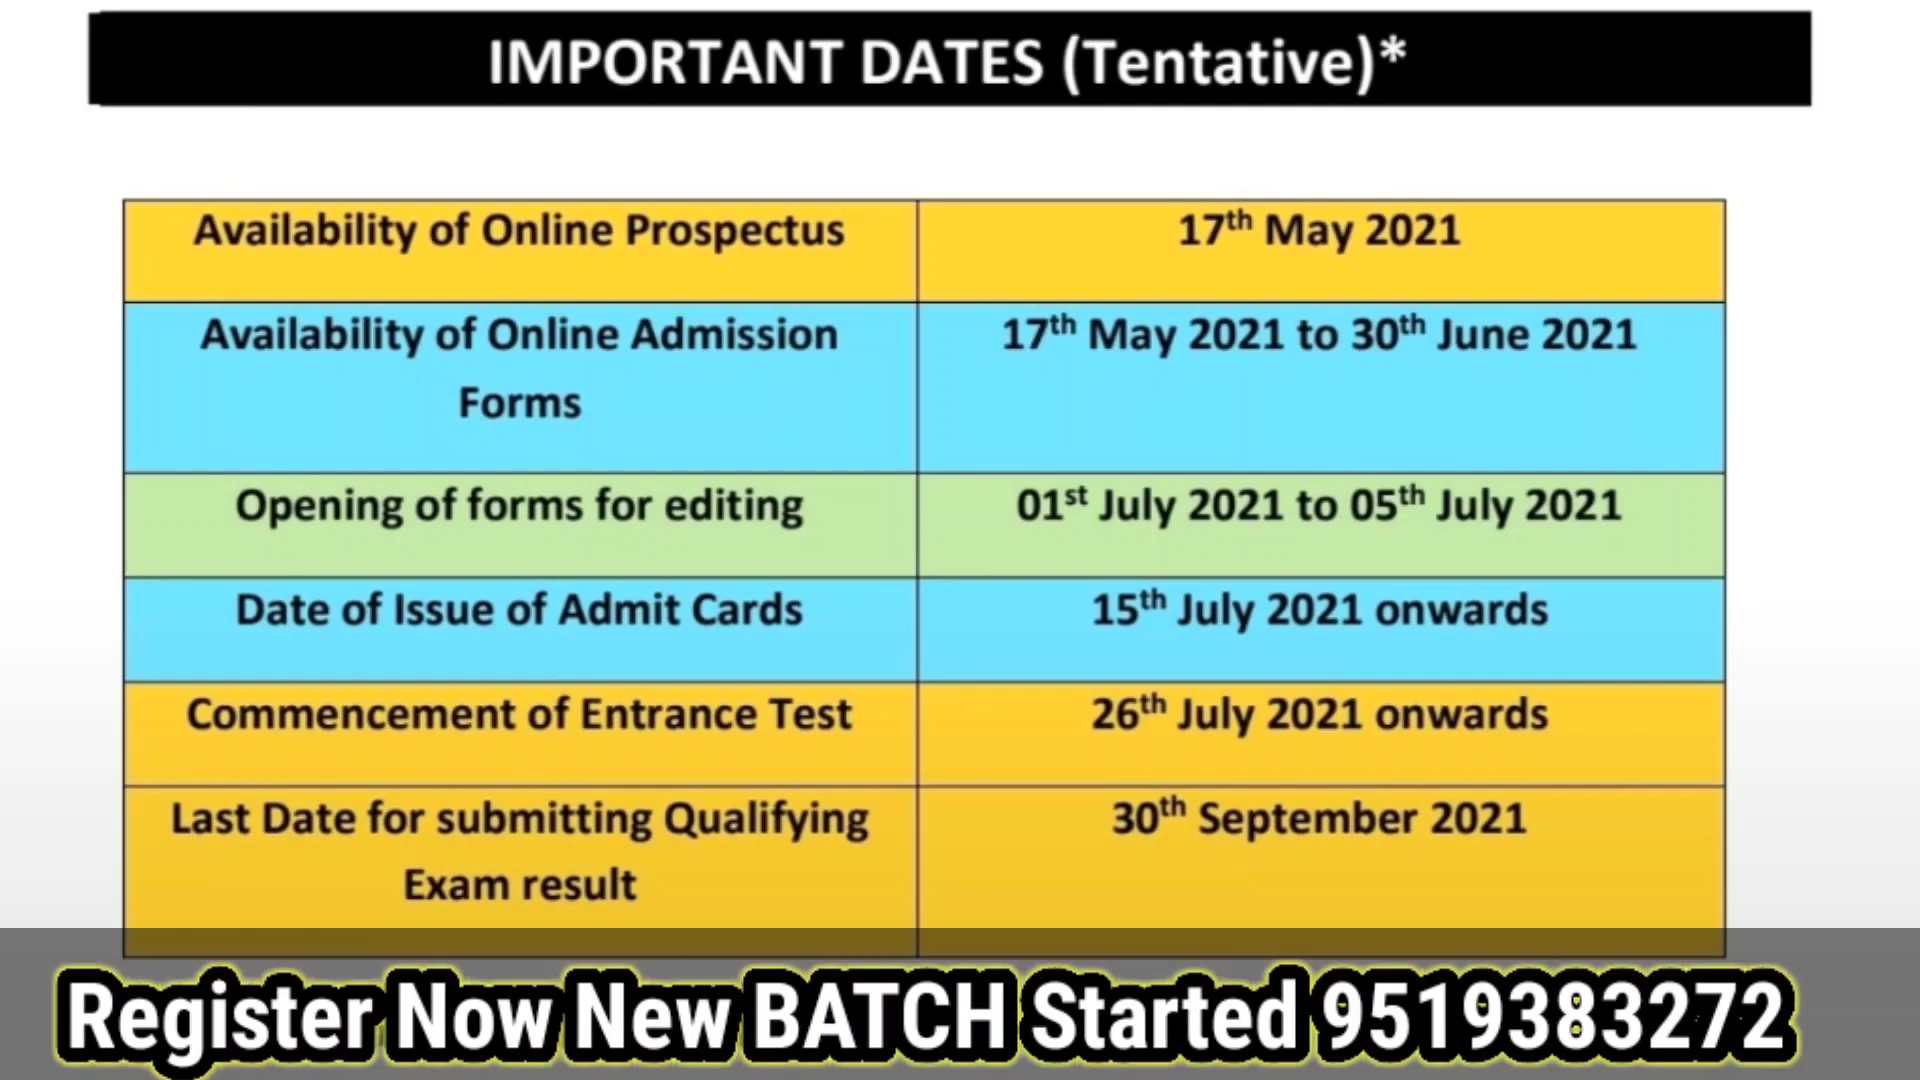 IMPORTANT DATES (Tentative)*
Availability of Online Prospectus
17th May 2021
Availability of Online Admission
Forms
17th May 2021 to 30th June 2021
Opening of forms for editing
01st July 2021 to 05th July 2021
Date of Issue of Admit Cards
15th July 2021 onwards
Commencement of Entrance Test
26th July 2021 onwards
Last Date for submitting Qualifying
Exam result
30th September 2021
Register Now New BATCH Started 9519383272